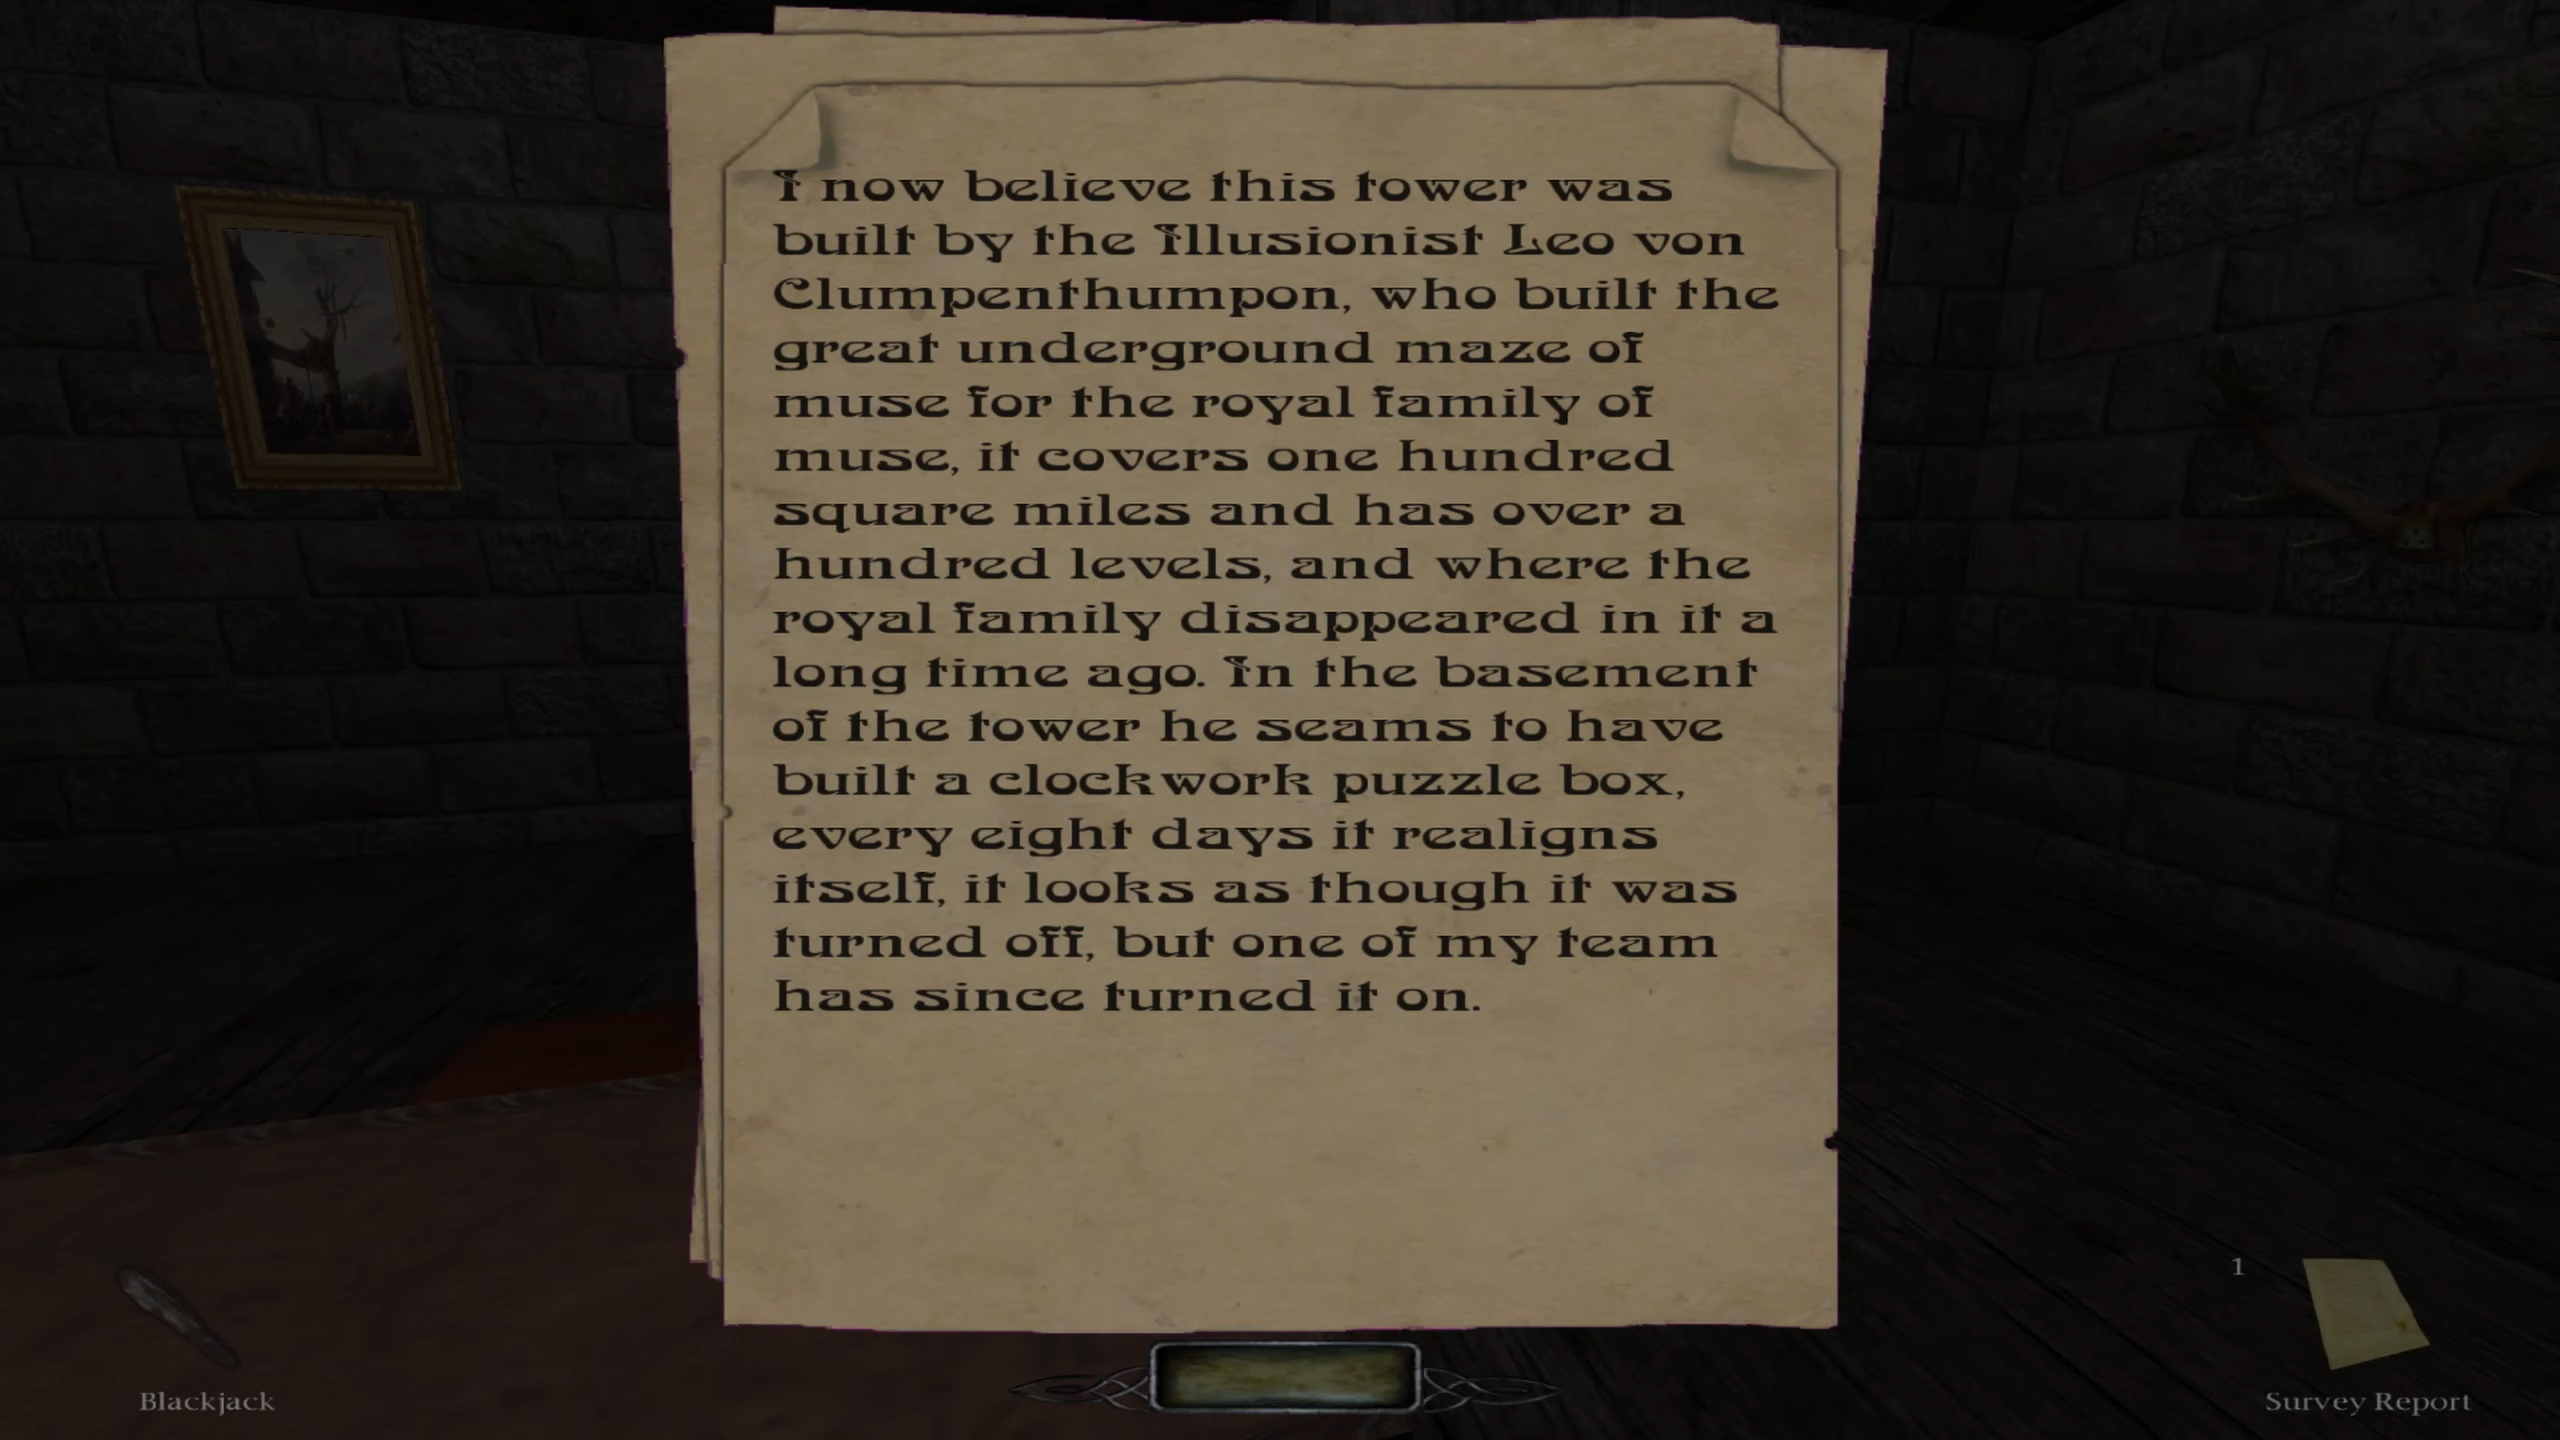 I now believe this tower was
built by the Illusionist Leo von
Clumpenthumpon, who built the
great underground maze of
muse for the royal family of
muse, it covers one hundred
square miles and has over a
hundred levels, and where the
royal family disappeared in it a
long time ago. In the basement
of the tower he seams to have
built a clockwork puzzle box,
every eight days it realigns
itself, it looks as though it was
turned off, but one of my team
has since turned it on.
1
Blackjack
Survey Report